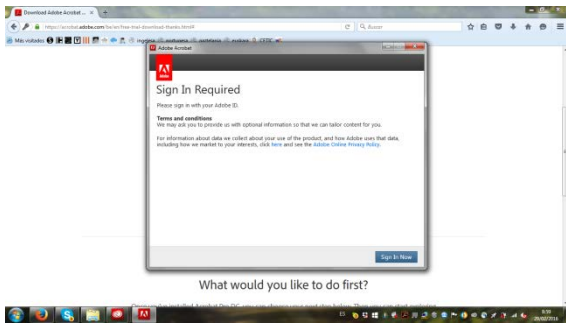 Download Adobe Acrobat ...
https://acrobat.adobe.com/be/en/free-trial-download-thanks.html#
Buscar
Más visitados
Adobe Acrobat
Sign In Required
Please sign in with your Adobe ID.
Terms and conditions
We may ask you to provide us with optional information so that we can tailor content for you.
For information about data we collect about your use of the product, and how Adobe uses that data,
including how we market to your interests, click here and see the Adobe Online Privacy Policy.
Sign In Now
What would you like to do first?
ES